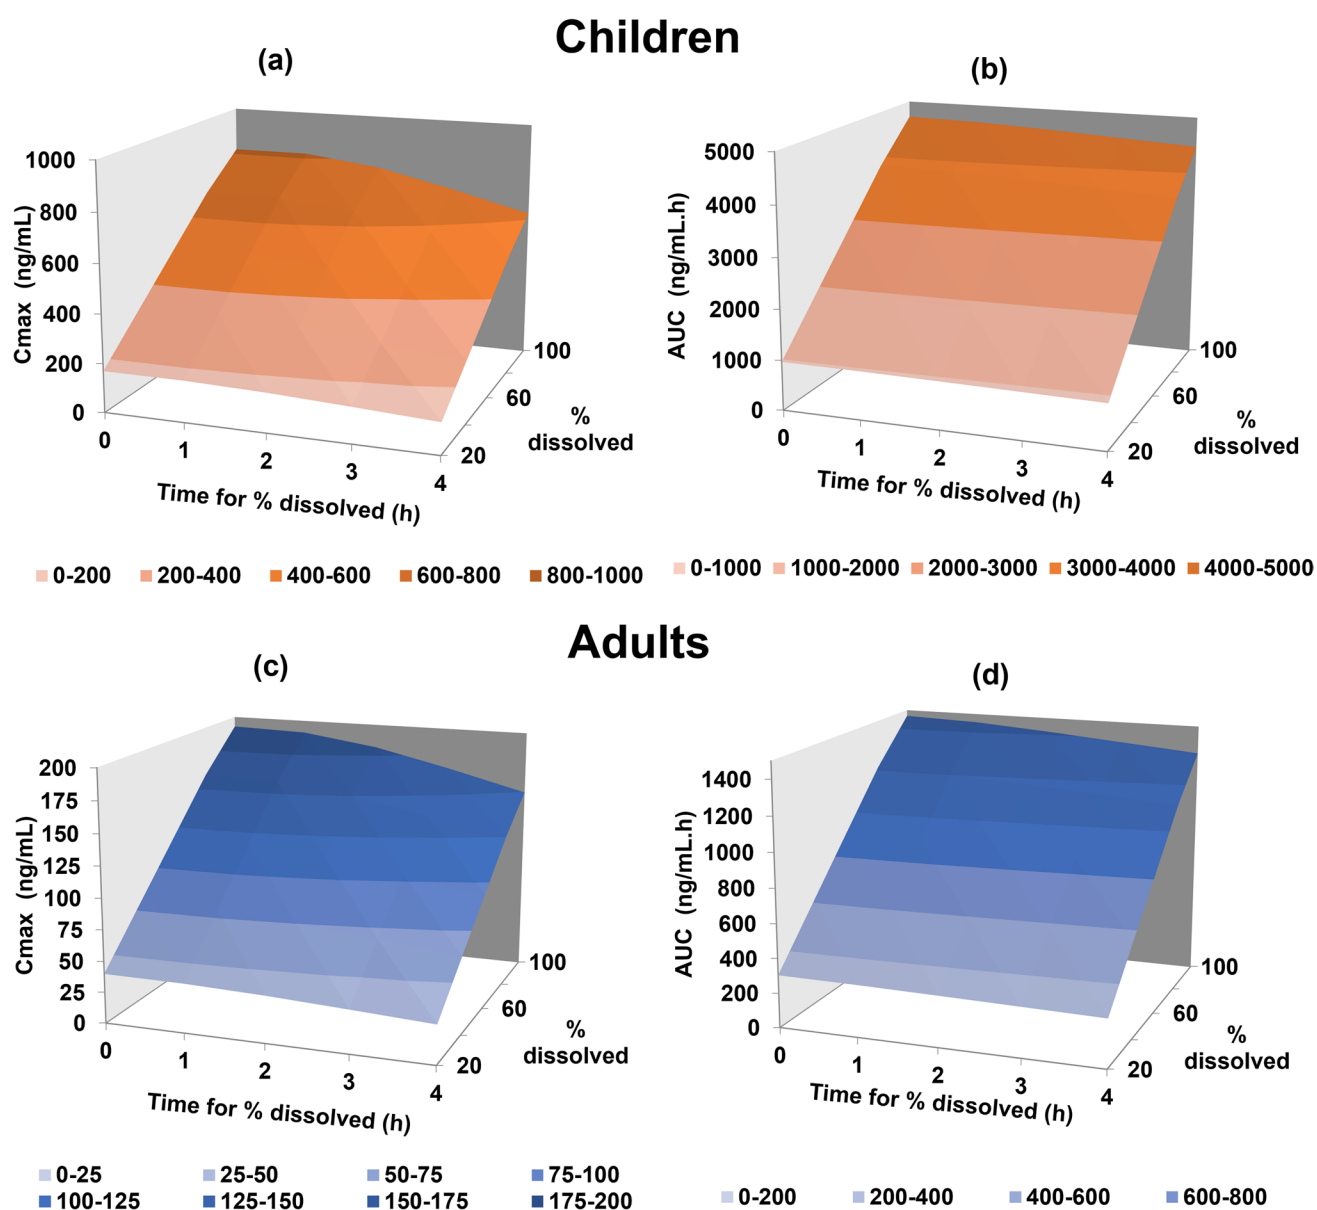 Children
(a)
(b)
1000
800
600
400
200
0
Cmax (ng/mL)
0
1
2
3
4
Time for % dissolved (h)
20
60
100
%
dissolved
0-200 200-400 400-600 600-800 800-1000
5000
4000
3000
2000
1000
0
AUC (ng/mL.h)
0
1
2
3
4
Time for % dissolved (h)
20
60
100
%
dissolved
0-1000 1000-2000 2000-3000 3000-4000 4000-5000
Adults
(c)
(d)
200
175
150
125
100
75
50
25
0
Cmax (ng/mL)
0
1
2
3
4
Time for % dissolved (h)
20
60
100
%
dissolved
0-25 25-50 50-75 75-100
100-125 125-150 150-175 175-200
1400
1200
1000
800
600
400
200
0
AUC (ng/mL.h)
0
1
2
3
4
Time for % dissolved (h)
20
60
100
%
dissolved
0-200 200-400 400-600 600-800